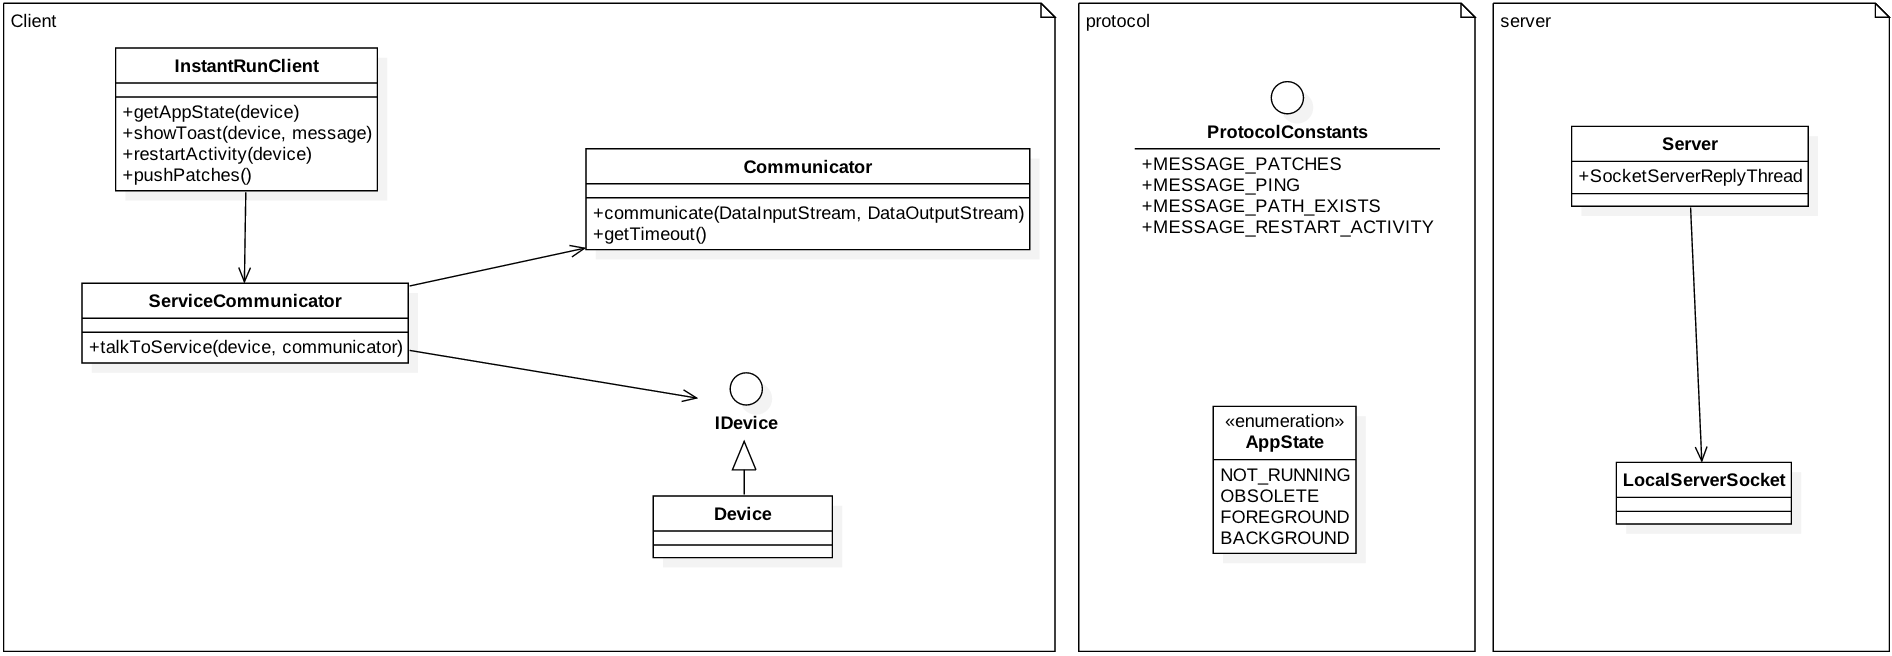 Client
InstantRunClient
+getAppState(device)
+showToast(device, message)
+restartActivity(device)
+pushPatches()
Communicator
+communicate(DataInputStream, DataOutputStream)
+getTimeout()
ServiceCommunicator
+talkToService(device, communicator)
IDevice
Device
protocol
ProtocolConstants
+MESSAGE_PATCHES
+MESSAGE_PING
+MESSAGE_PATH_EXISTS
+MESSAGE_RESTART_ACTIVITY
«enumeration»
AppState
NOT_RUNNING
OBSOLETE
FOREGROUND
BACKGROUND
server
Server
+SocketServerReplyThread
LocalServerSocket